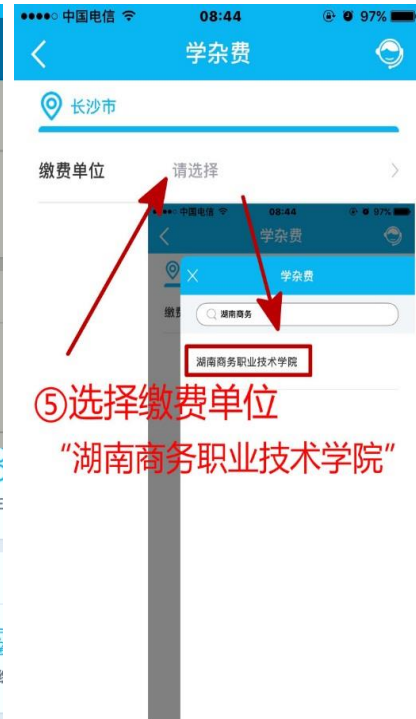 中国电信 08:44 97%
学杂费
长沙市
缴费单位 请选择
中国电信 08:44 97%
学杂费
学杂费
湖南商务
湖南商务职业技术学院
⑤选择缴费单位
“湖南商务职业技术学院”